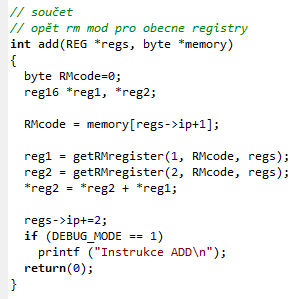 // součet
// opět rm mod pro obecne registry
int add(REG *regs, byte *memory)
{
  byte RMcode=0;
  reg16 *reg1, *reg2;

  RMcode = memory[regs->ip+1];

  reg1 = getRMregister(1, RMcode, regs);
  reg2 = getRMregister(2, RMcode, regs);
  *reg2 = *reg2 + *reg1;

  regs->ip+=2;
  if (DEBUG_MODE == 1)
    printf ("Instrukce ADD\n");
  return(0);
}